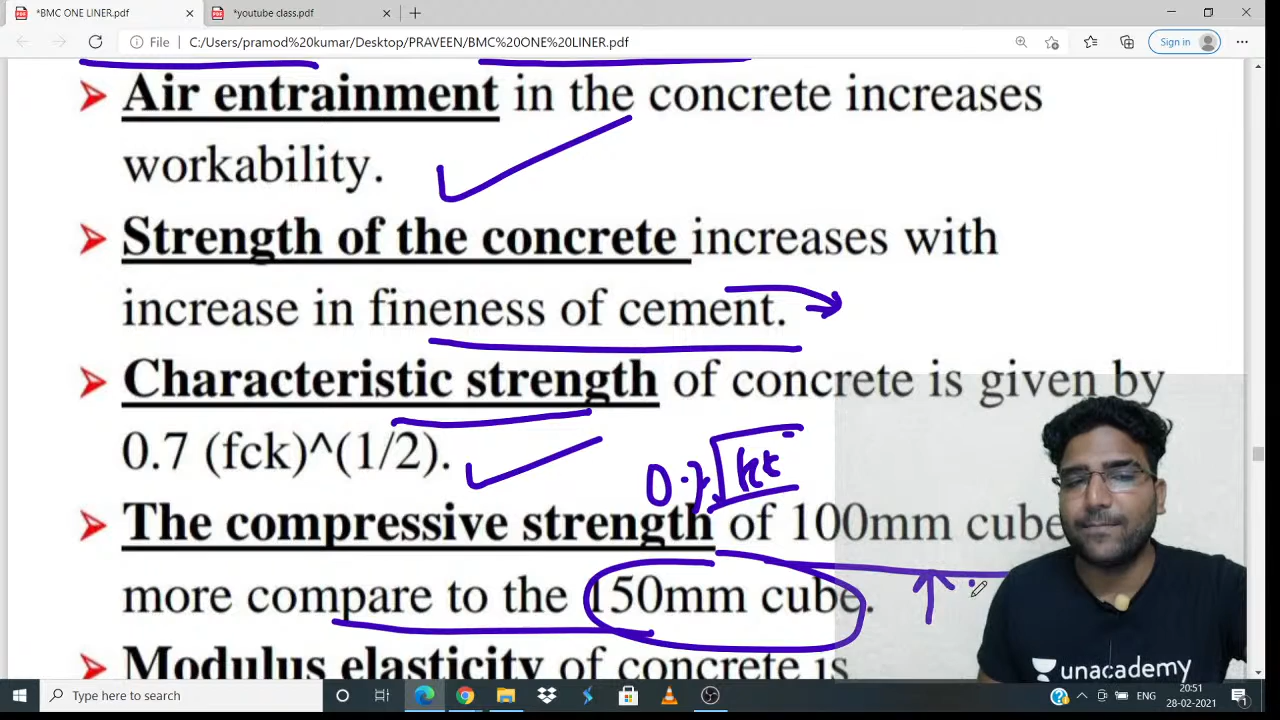 *BMC ONE LINER.pdf
*youtube class.pdf
File
C:/Users/pramod%20kumar/Desktop/PRAVEEN/BMC%20ONE%20LINER.pdf
Sign in
Air entrainment in the concrete increases
workability.
Strength of the concrete increases with
increase in fineness of cement.
Characteristic strength of concrete is given by
0.7 (fck)^(1/2).
0.7
The compressive strength of 100mm cube
more compare to the 150mm cube.
Modulus elasticity of concrete is
unacademy
Type here to search
ENG
20:51
28-02-2021
1